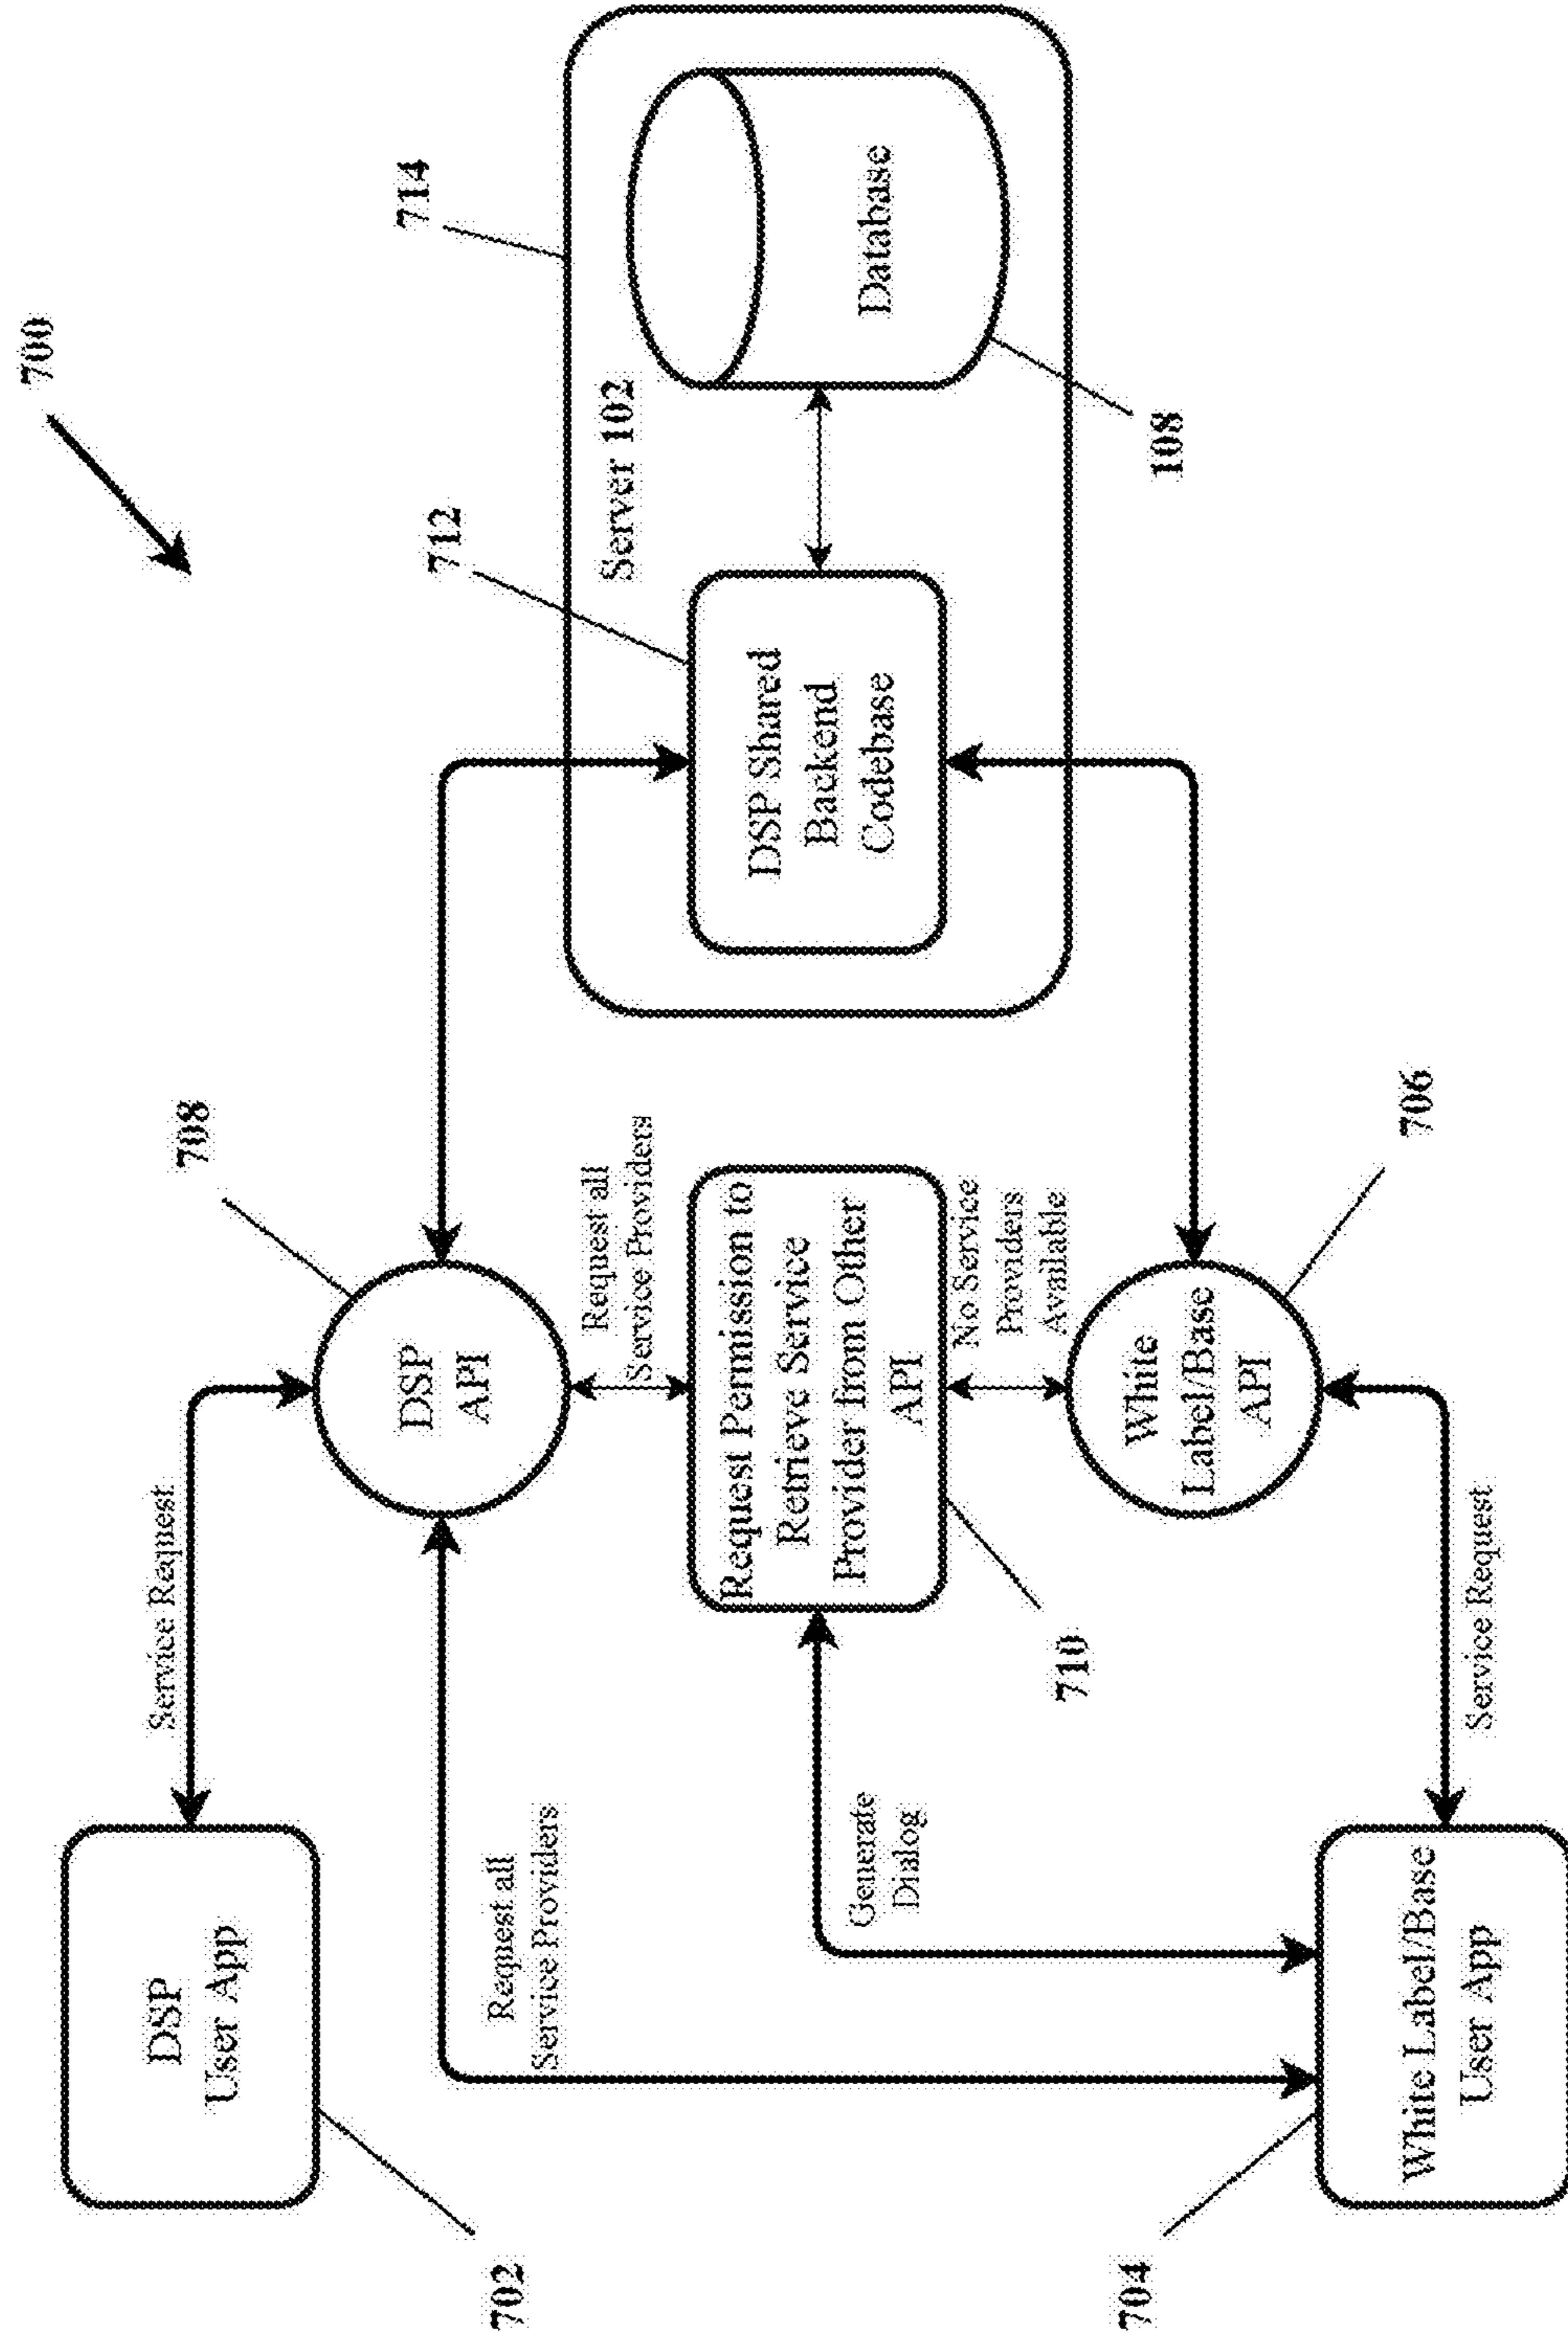 700
702
DSP
User App
Service Request
708
DSP
API
Request all
Service Providers
Request all
Service Providers
712
714
Server 102
DSP Shared
Backend
Codebase
Database
108
Generate
Dialog
Request Permission to
Retrieve Service
Provider from Other
API
710
No Service
Providers
Available
704
White Label/Base
User App
Service Request
White
Label/Base
API
706